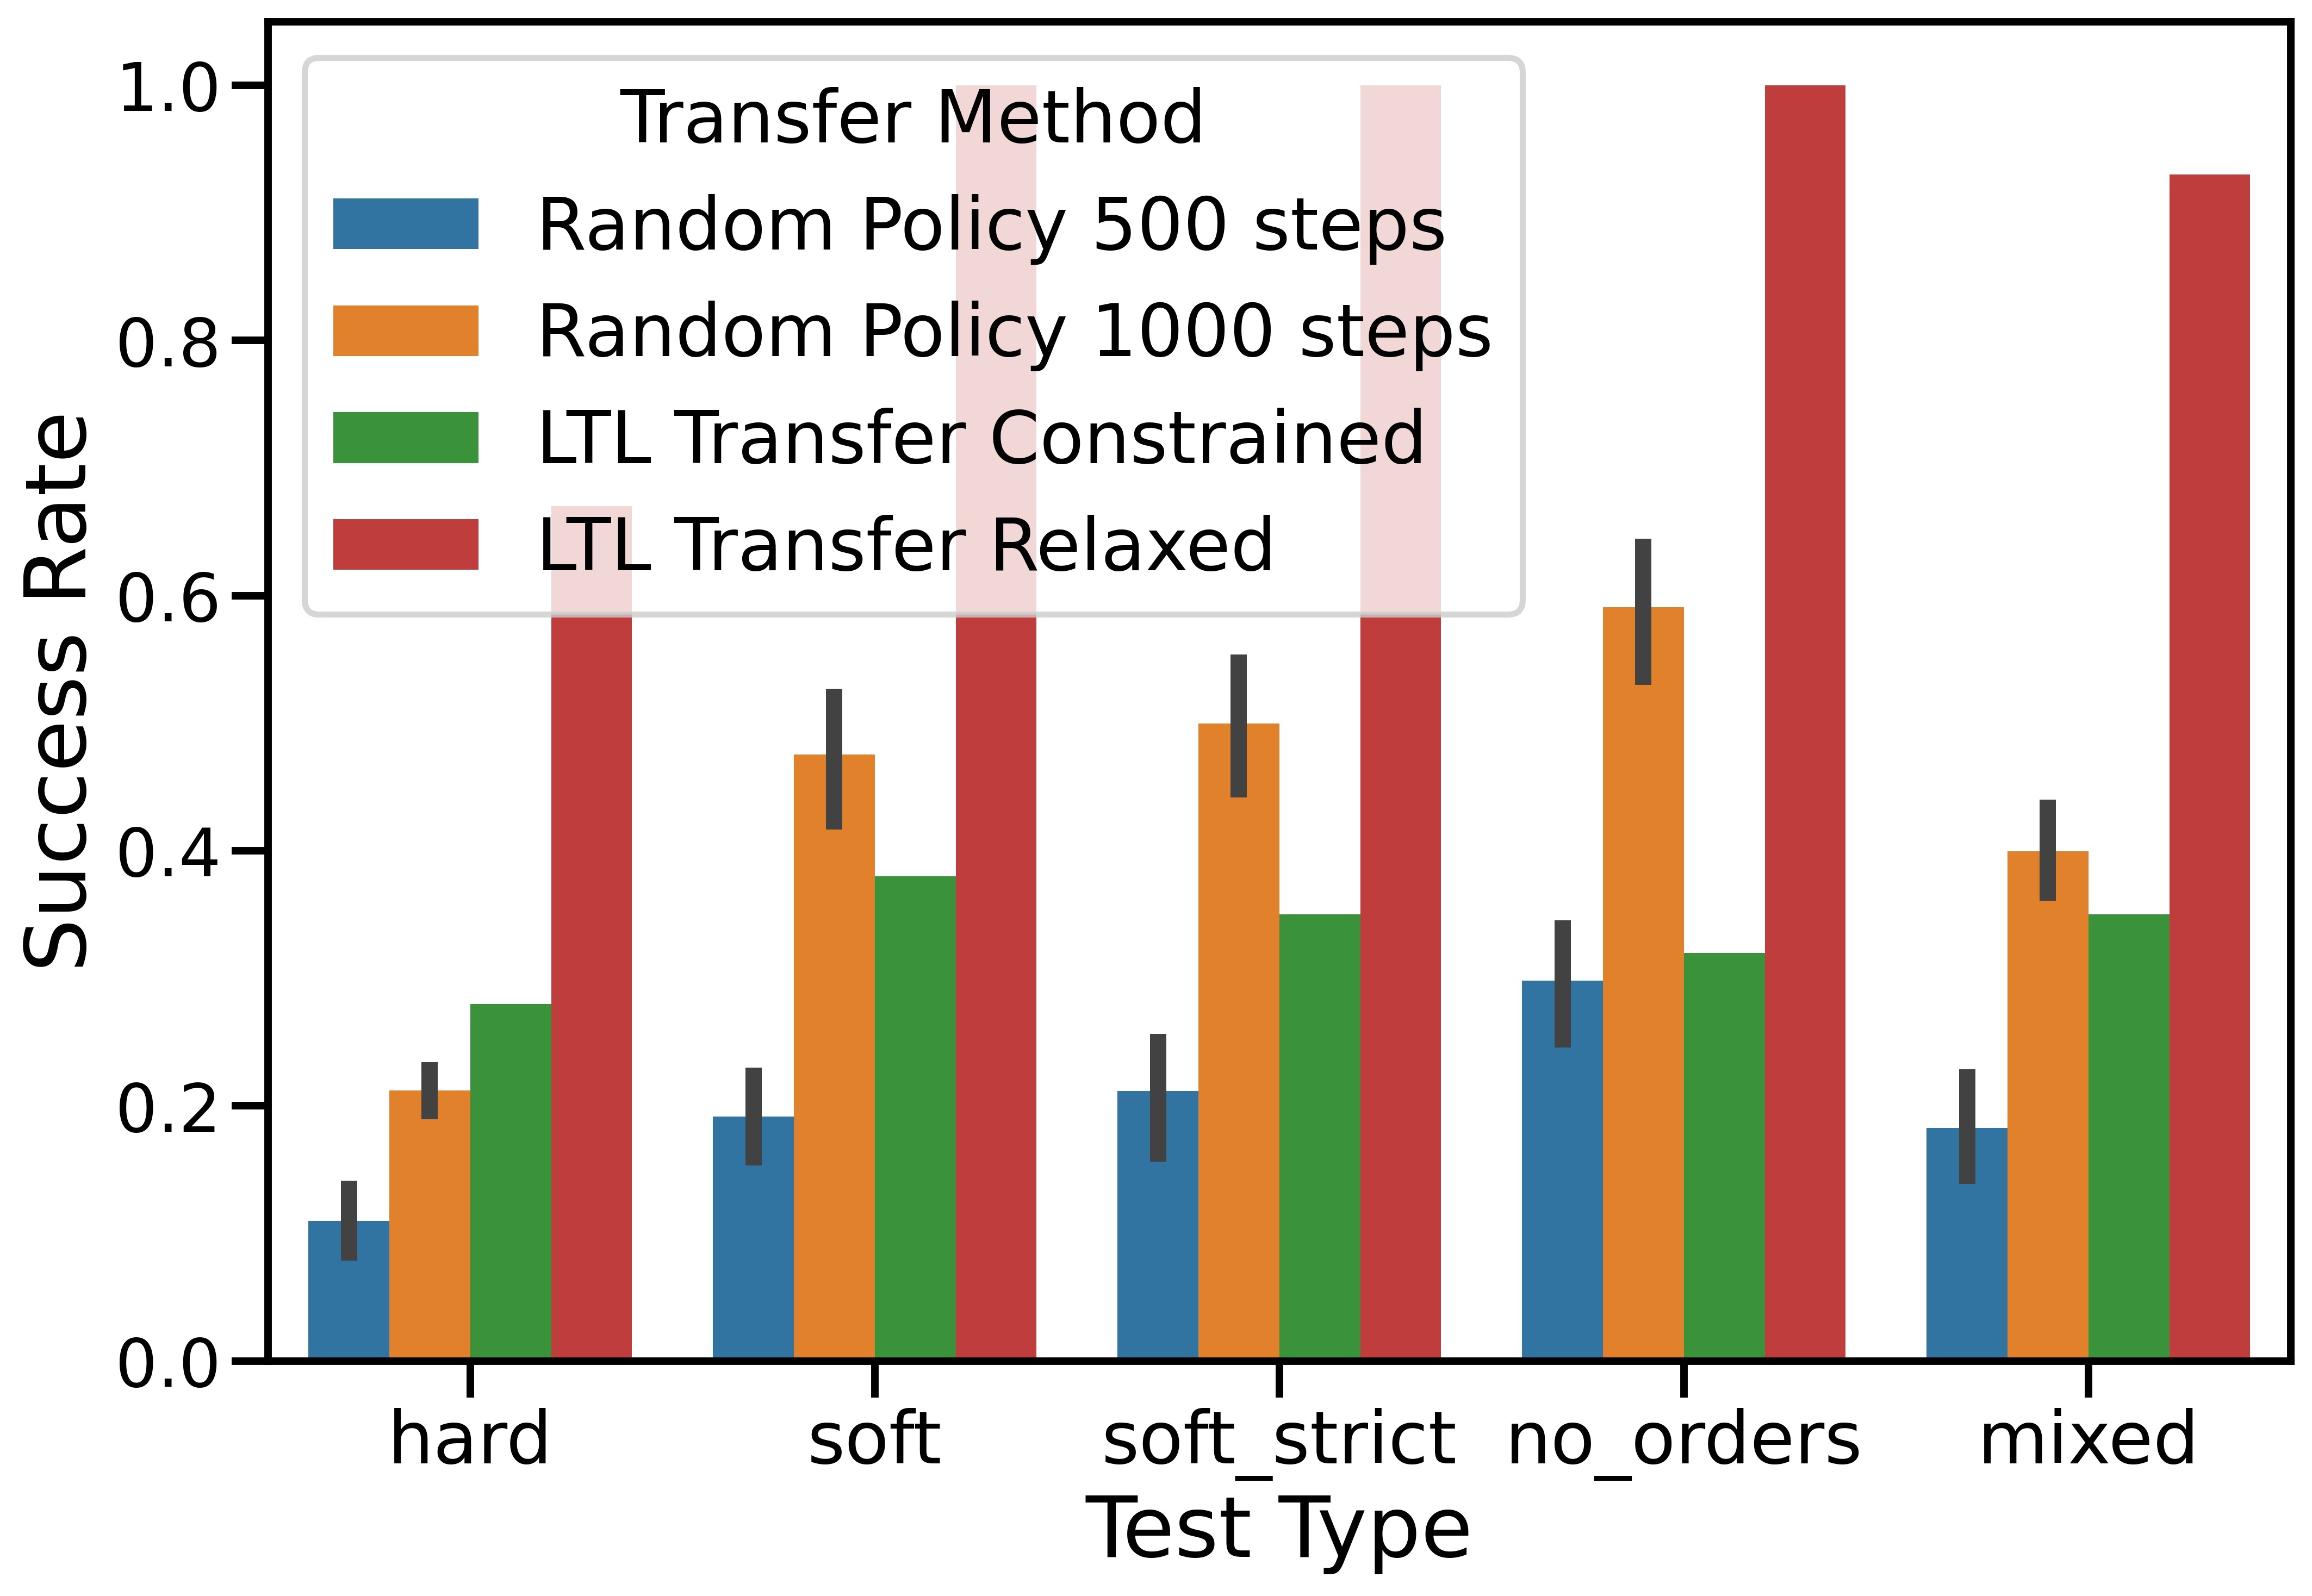 Success Rate
1.0
0.8
0.6
0.4
0.2
0.0
Transfer Method
Random Policy 500 steps
Random Policy 1000 steps
LTL Transfer Constrained
LTL Transfer Relaxed
hard soft soft_strict no_orders mixed
Test Type